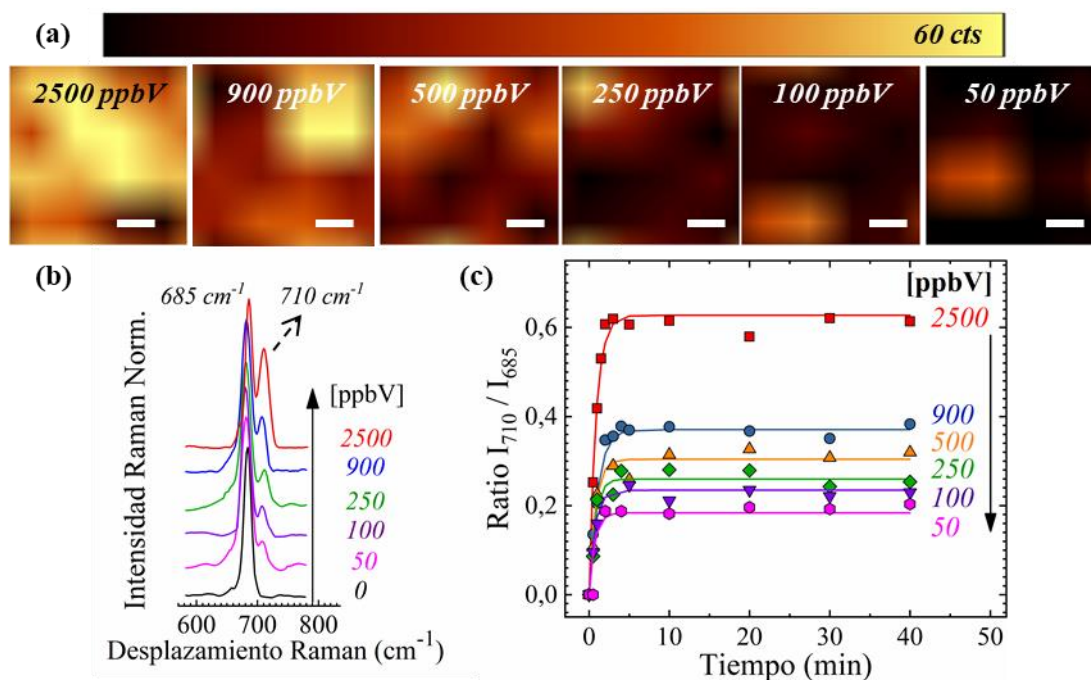 (a)
60 cts
2500 ppbV 900 ppbV 500 ppbV 250 ppbV 100 ppbV 50 ppbV
(b)
685 cm⁻¹ 710 cm⁻¹
[ppbV]
2500
900
250
100
50
0
Intensidad Raman Norm.
600 700 800
Desplazamiento Raman (cm⁻¹)
(c)
[ppbV]
2500
900
500
250
100
50
Ratio I₇₁₀ / I₆₈₅
0,6
0,4
0,2
0,0
0 10 20 30 40 50
Tiempo (min)